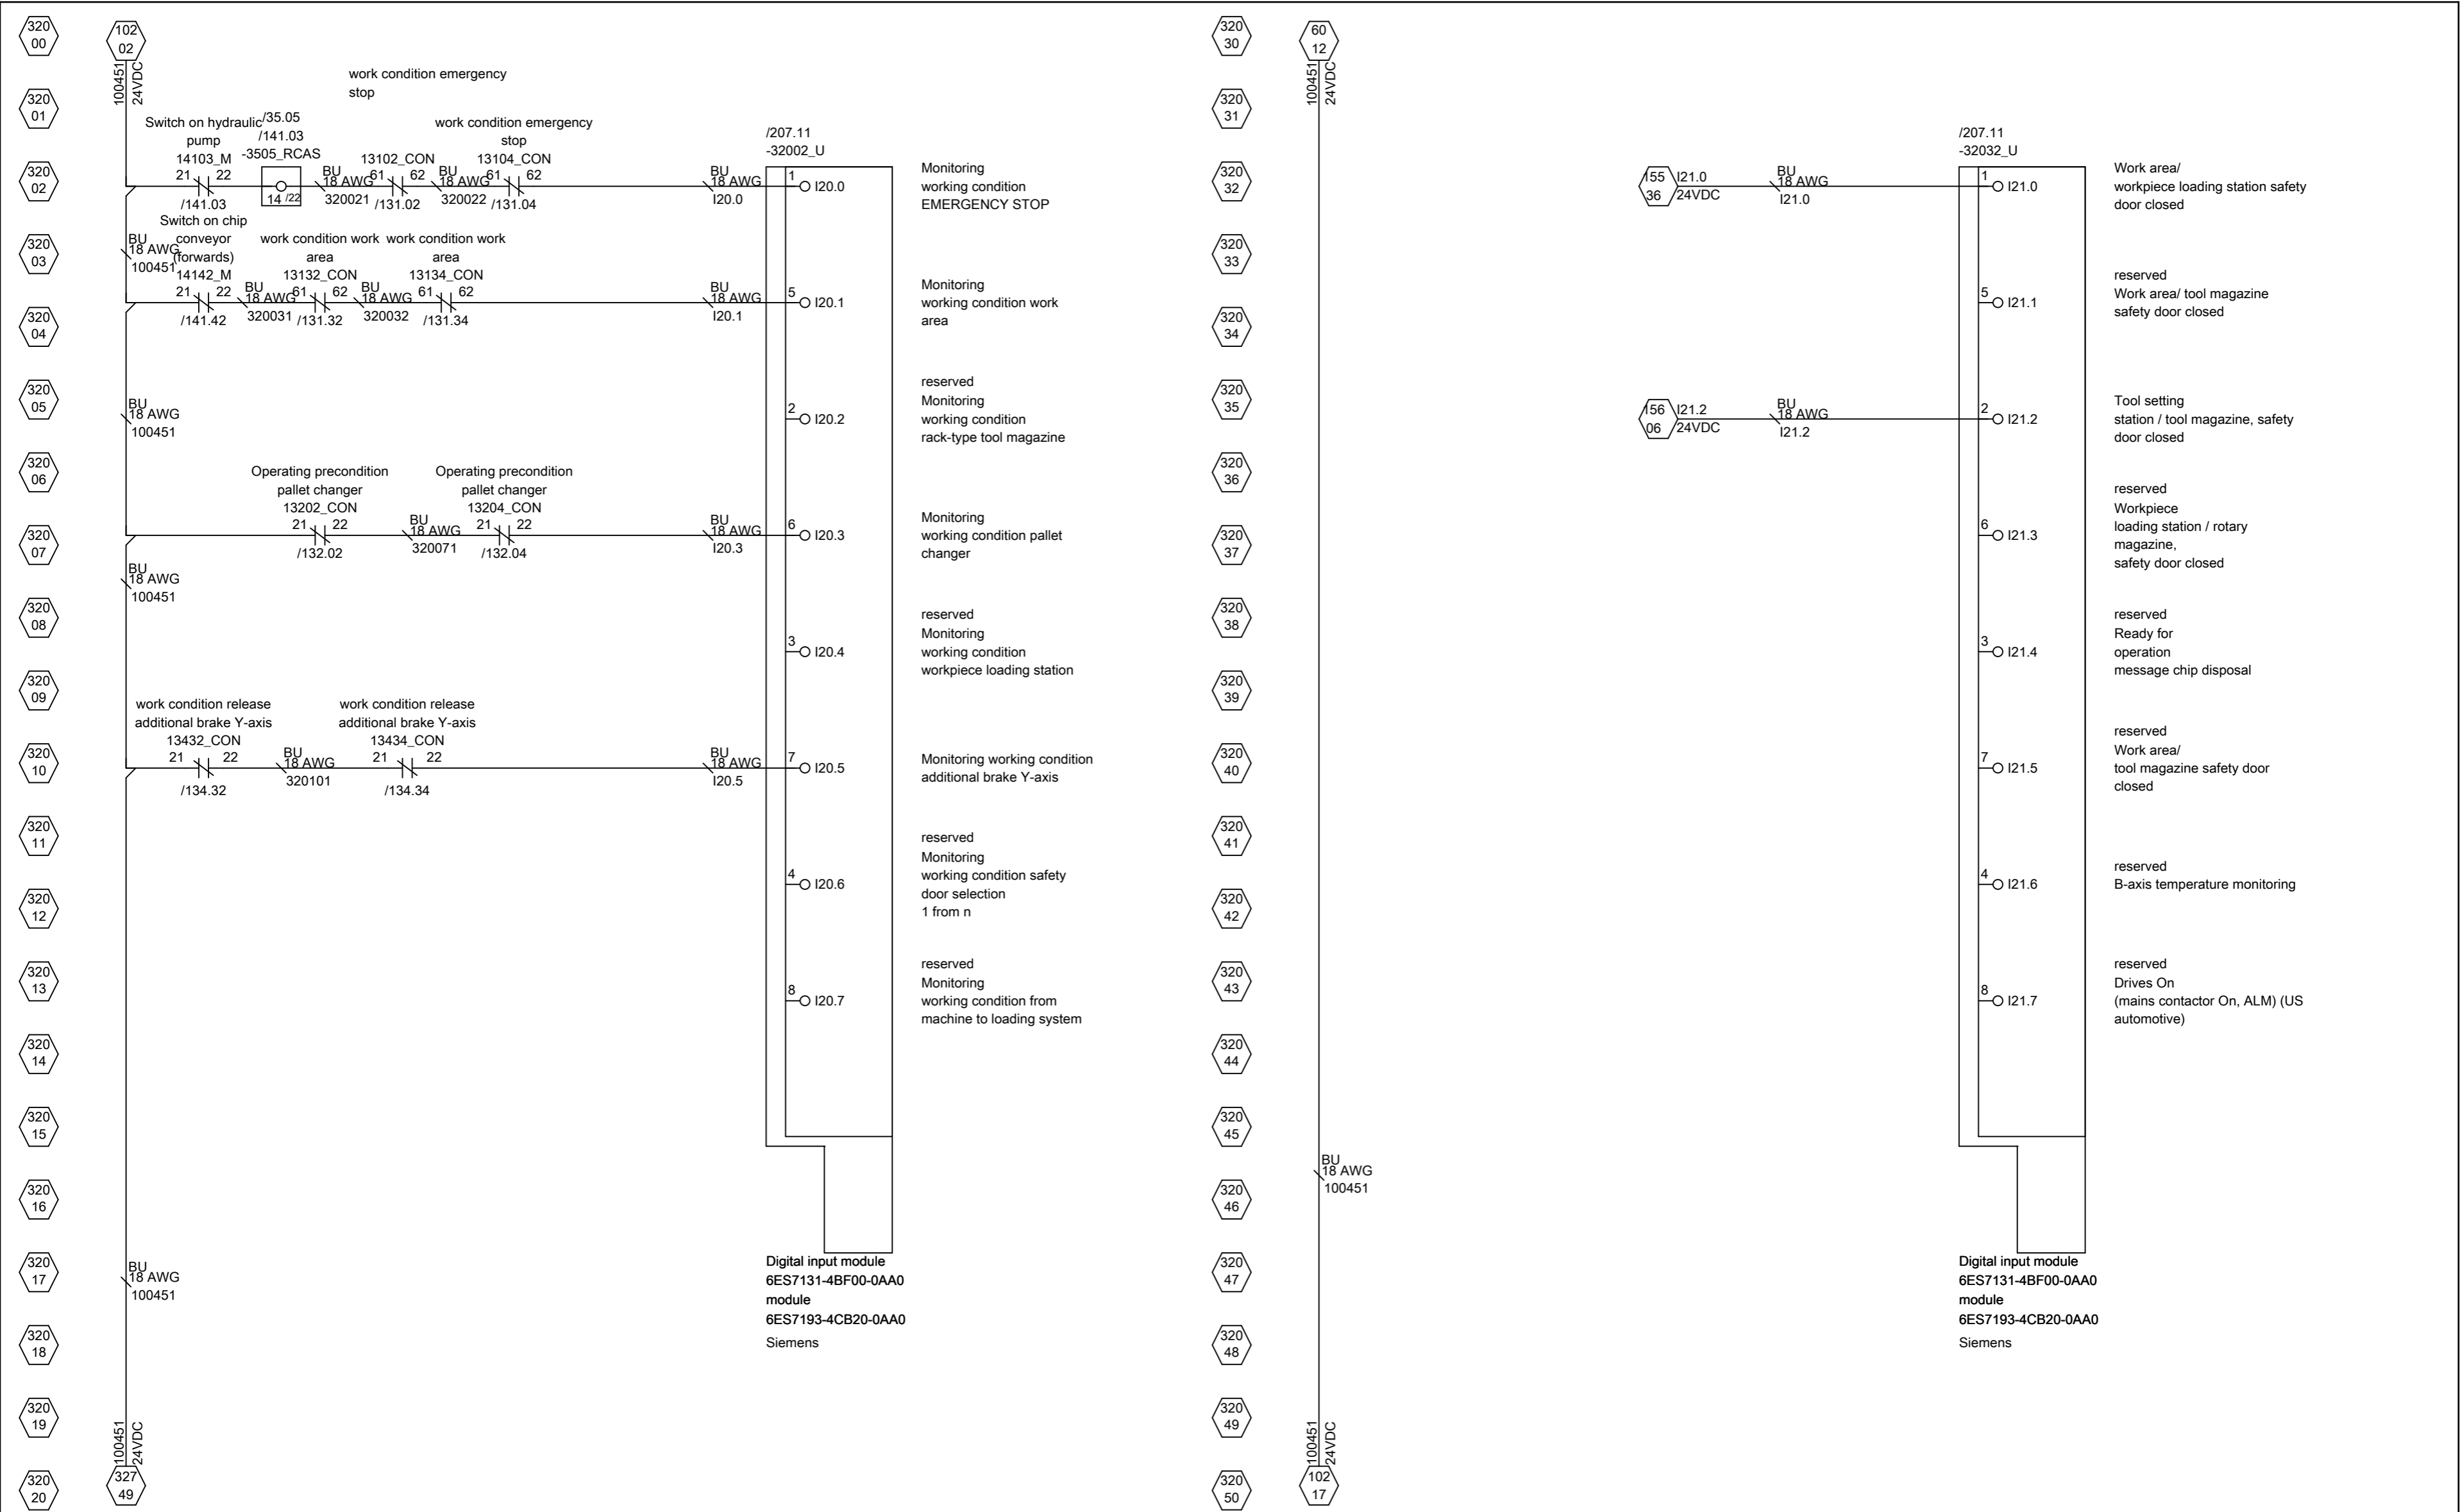 320
00
320
01
320
02
320
03
320
04
320
05
320
06
320
07
320
08
320
09
320
10
320
11
320
12
320
13
320
14
320
15
320
16
320
17
320
18
320
19
320
20
102
02
100451
24VDC
work condition emergency
stop
Switch on hydraulic
pump
14103_M
21 22
/141.03
/35.05
/141.03
-3505_RCAS
14 /22
BU
18 AWG
320021
13102_CON
61 62
/131.02
BU
18 AWG
320022
work condition emergency
stop
13104_CON
61 62
/131.04
BU
18 AWG
I20.0
BU
18 AWG
100451
Switch on chip
conveyor
(forwards)
14142_M
21 22
/141.42
BU
18 AWG
320031
work condition work
area
13132_CON
61 62
/131.32
BU
18 AWG
320032
work condition work
area
13134_CON
61 62
/131.34
BU
18 AWG
I20.1
BU
18 AWG
100451
Operating precondition
pallet changer
13202_CON
21 22
/132.02
BU
18 AWG
320071
Operating precondition
pallet changer
13204_CON
21 22
/132.04
BU
18 AWG
I20.3
BU
18 AWG
100451
work condition release
additional brake Y-axis
13432_CON
21 22
/134.32
BU
18 AWG
320101
work condition release
additional brake Y-axis
13434_CON
21 22
/134.34
BU
18 AWG
I20.5
BU
18 AWG
100451
100451
24VDC
327
49
/207.11
-32002_U
1 I20.0
5 I20.1
2 I20.2
6 I20.3
3 I20.4
7 I20.5
4 I20.6
8 I20.7
Monitoring
working condition
EMERGENCY STOP
Monitoring
working condition work
area
reserved
Monitoring
working condition
rack-type tool magazine
Monitoring
working condition pallet
changer
reserved
Monitoring
working condition
workpiece loading station
Monitoring working condition
additional brake Y-axis
reserved
Monitoring
working condition safety
door selection
1 from n
reserved
Monitoring
working condition from
machine to loading system
Digital input module
6ES7131-4BF00-0AA0
module
6ES7193-4CB20-0AA0
Siemens
320
30
320
31
320
32
320
33
320
34
320
35
320
36
320
37
320
38
320
39
320
40
320
41
320
42
320
43
320
44
320
45
320
46
320
47
320
48
320
49
320
50
60
12
100451
24VDC
BU
18 AWG
100451
100451
24VDC
102
17
155
36
I21.0
24VDC
BU
18 AWG
I21.0
156
06
I21.2
24VDC
BU
18 AWG
I21.2
/207.11
-32032_U
1 I21.0
5 I21.1
2 I21.2
6 I21.3
3 I21.4
7 I21.5
4 I21.6
8 I21.7
Work area/
workpiece loading station safety
door closed
reserved
Work area/ tool magazine
safety door closed
Tool setting
station / tool magazine, safety
door closed
reserved
Workpiece
loading station / rotary
magazine,
safety door closed
reserved
Ready for
operation
message chip disposal
reserved
Work area/
tool magazine safety door
closed
reserved
B-axis temperature monitoring
reserved
Drives On
(mains contactor On, ALM) (US
automotive)
Digital input module
6ES7131-4BF00-0AA0
module
6ES7193-4CB20-0AA0
Siemens